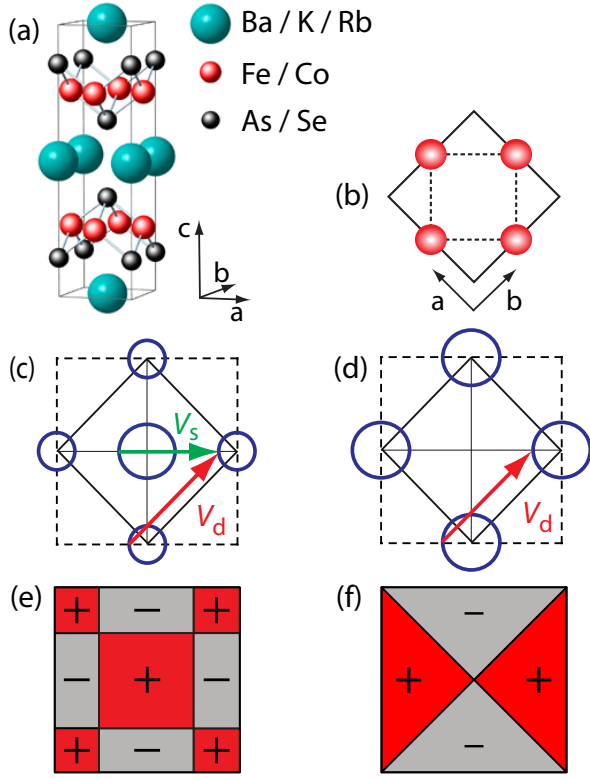 (a)
Ba / K / Rb
Fe / Co
As / Se
c
b
a
(b)
a
b
(c)
Vs
Vd
(d)
Vd
(e)
+ − +
− + −
+ − +
(f)
−
+ +
−